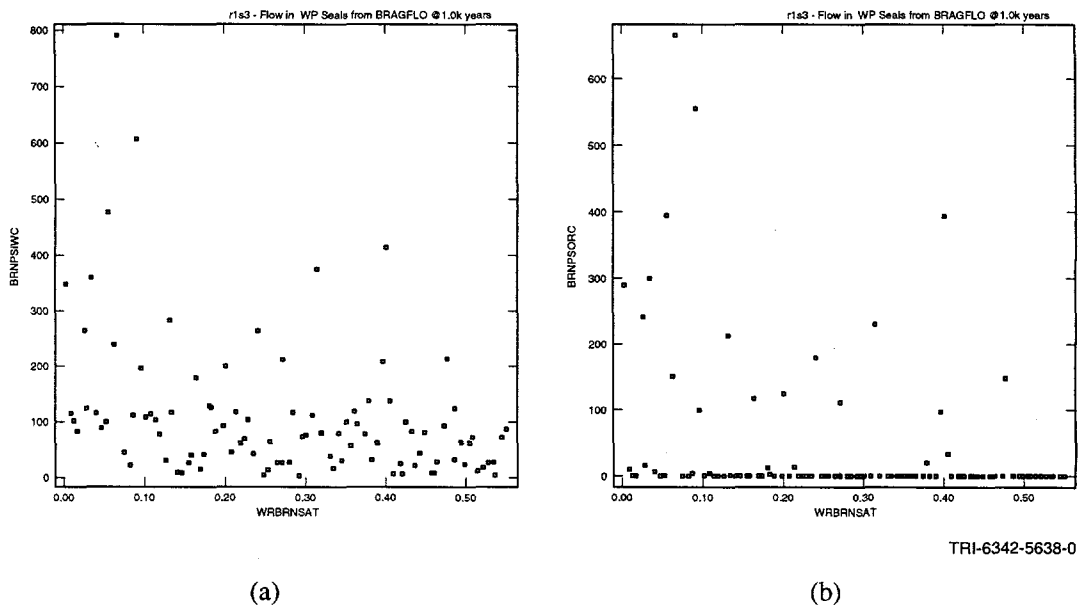 r1s3 - Flow in WP Seals from BRAGFLO @1.0k years
800
700
600
500
400
300
200
100
0
BRNPSIWC
0.00 0.10 0.20 0.30 0.40 0.50
WRBRNSAT
(a)
r1s3 - Flow in WP Seals from BRAGFLO @1.0k years
600
500
400
300
200
100
0
BRNPSORC
0.00 0.10 0.20 0.30 0.40 0.50
WRBRNSAT
TRI-6342-5638-0
(b)